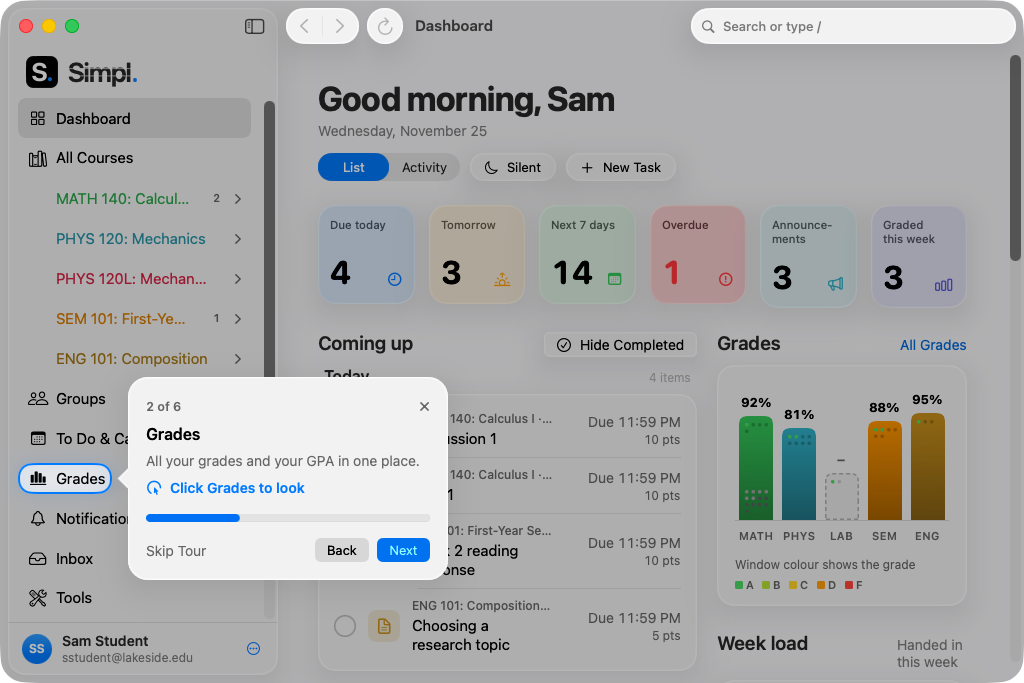 Dashboard
Search or type /
S.
Simpl.
Dashboard
All Courses
MATH 140: Calcul... 2
PHYS 120: Mechanics
PHYS 120L: Mechan...
SEM 101: First-Ye... 1
ENG 101: Composition
Groups
To Do & Ca
Grades
Notification
Inbox
Tools
SS
Sam Student
sstudent@lakeside.edu
Good morning, Sam
Wednesday, November 25
List
Activity
Silent
New Task
Due today
4
Tomorrow
3
Next 7 days
14
Overdue
1
Announce-
ments
3
Graded
this week
3
Coming up
Hide Completed
Today
4 items
140: Calculus I ·...
ussion 1
Due 11:59 PM
10 pts
140: Calculus I ·...
1
Due 11:59 PM
10 pts
01: First-Year Se...
2 reading
onse
Due 11:59 PM
10 pts
ENG 101: Composition...
Choosing a
research topic
Due 11:59 PM
5 pts
2 of 6
Grades
All your grades and your GPA in one place.
Click Grades to look
Skip Tour
Back
Next
Grades
All Grades
92% 81% – 88% 95%
MATH PHYS LAB SEM ENG
Window colour shows the grade
A B C D F
Week load
Handed in
this week